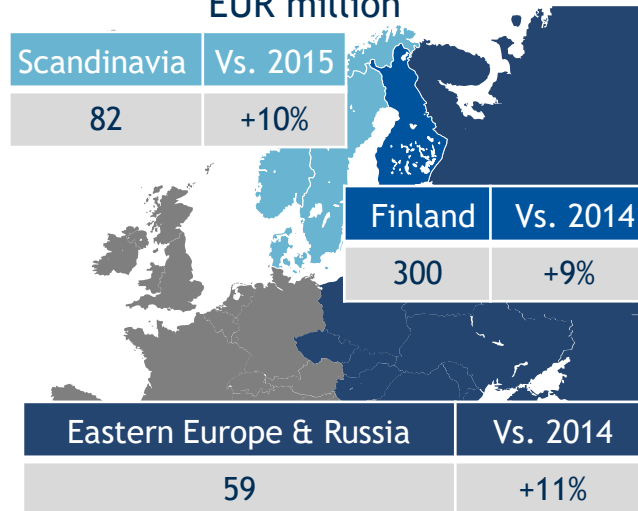 EUR million
Scandinavia Vs. 2015
82 +10%
Finland Vs. 2014
300 +9%
Eastern Europe & Russia Vs. 2014
59 +11%